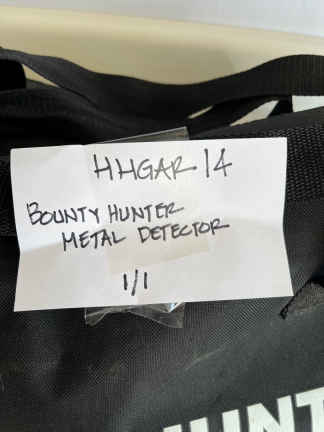 HHGAR 14
BOUNTY HUNTER
METAL DETECTOR
1/1
HUNT